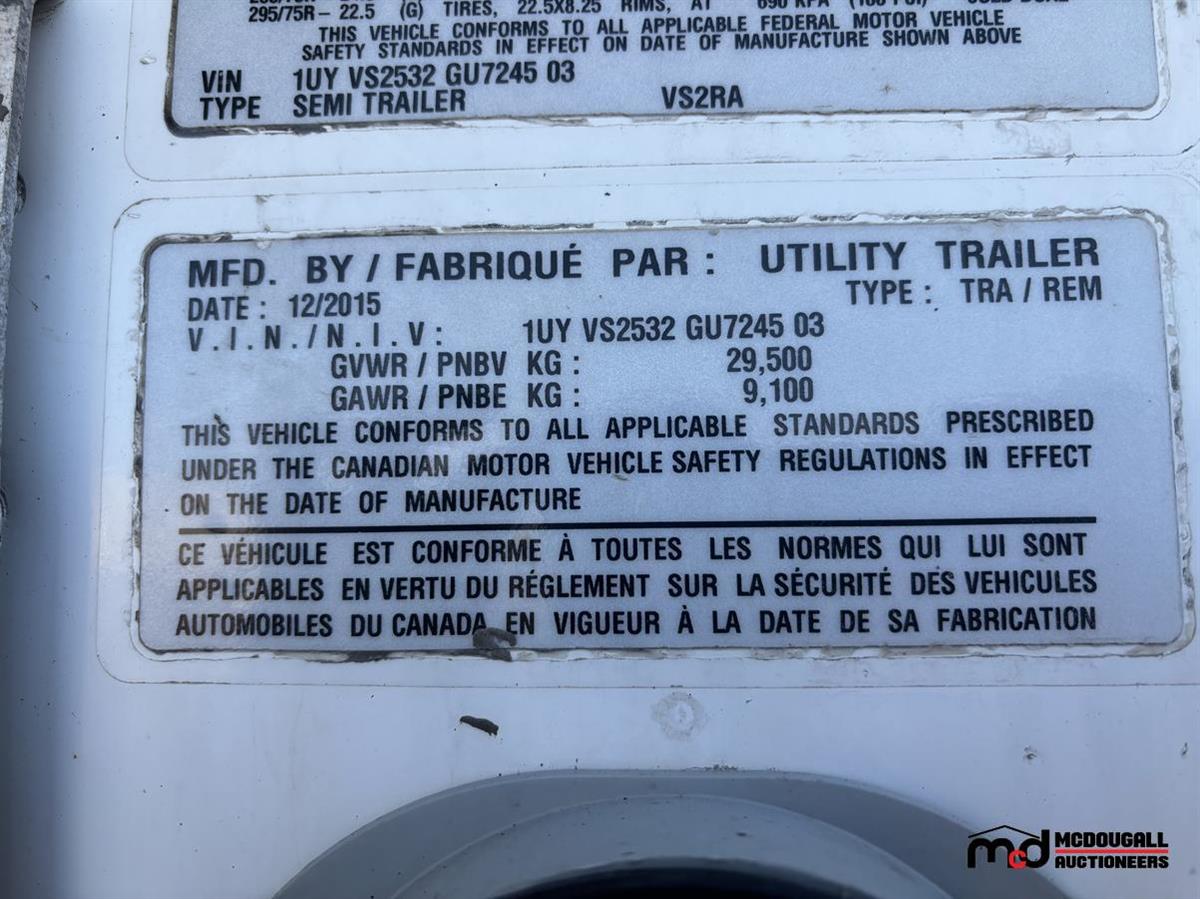 295/75R - 22.5 (G) TIRES, 22.5X8.25 RIMS, AT 690 KPA (100 PSI)
THIS VEHICLE CONFORMS TO ALL APPLICABLE FEDERAL MOTOR VEHICLE
SAFETY STANDARDS IN EFFECT ON DATE OF MANUFACTURE SHOWN ABOVE
VIN 1UY VS2532 GU7245 03
TYPE SEMI TRAILER VS2RA
MFD. BY / FABRIQUÉ PAR : UTILITY TRAILER
DATE : 12/2015 TYPE : TRA / REM
V.I.N./N.I.V: 1UY VS2532 GU7245 03
GVWR / PNBV KG : 29,500
GAWR / PNBE KG : 9,100
THIS VEHICLE CONFORMS TO ALL APPLICABLE STANDARDS PRESCRIBED
UNDER THE CANADIAN MOTOR VEHICLE SAFETY REGULATIONS IN EFFECT
ON THE DATE OF MANUFACTURE
CE VÉHICULE EST CONFORME À TOUTES LES NORMES QUI LUI SONT
APPLICABLES EN VERTU DU RÉGLEMENT SUR LA SÉCURITÉ DES VEHICULES
AUTOMOBILES DU CANADA EN VIGUEUR À LA DATE DE SA FABRICATION
mcD MCDOUGALL
AUCTIONEERS